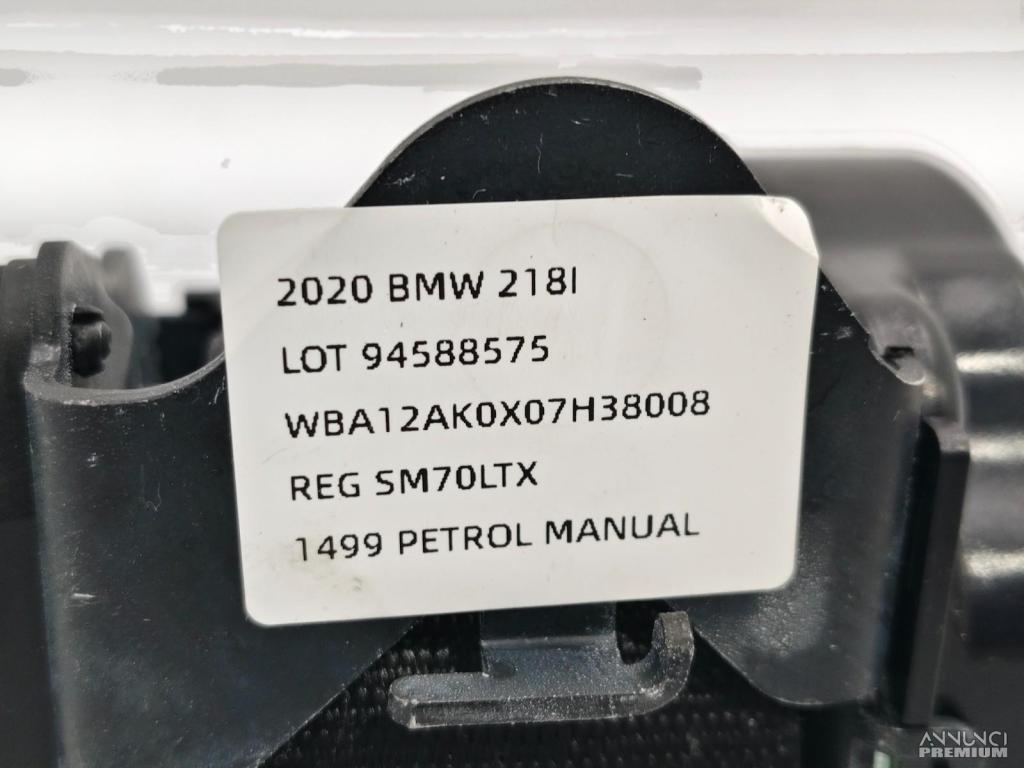 2020 BMW 218I
LOT 94588575
WBA12AK0X07H38008
REG SM70LTX
1499 PETROL MANUAL
ANNUNCI
PREMIUM